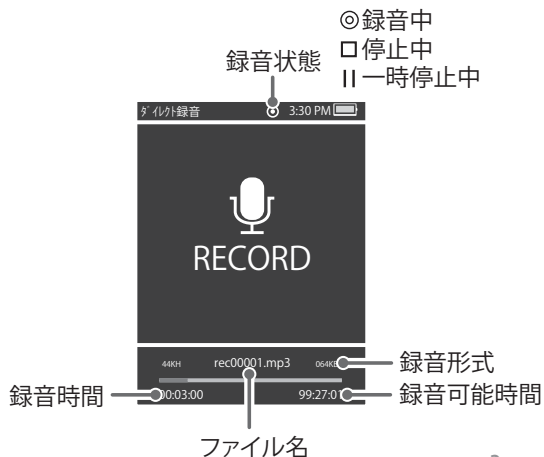 ◎録音中
録音状態
□停止中
II一時停止中
ダイレクト録音 3:30 PM
RECORD
44KH rec00001.mp3
録音形式
録音時間
00:03:00 99:27:01
録音可能時間
ファイル名